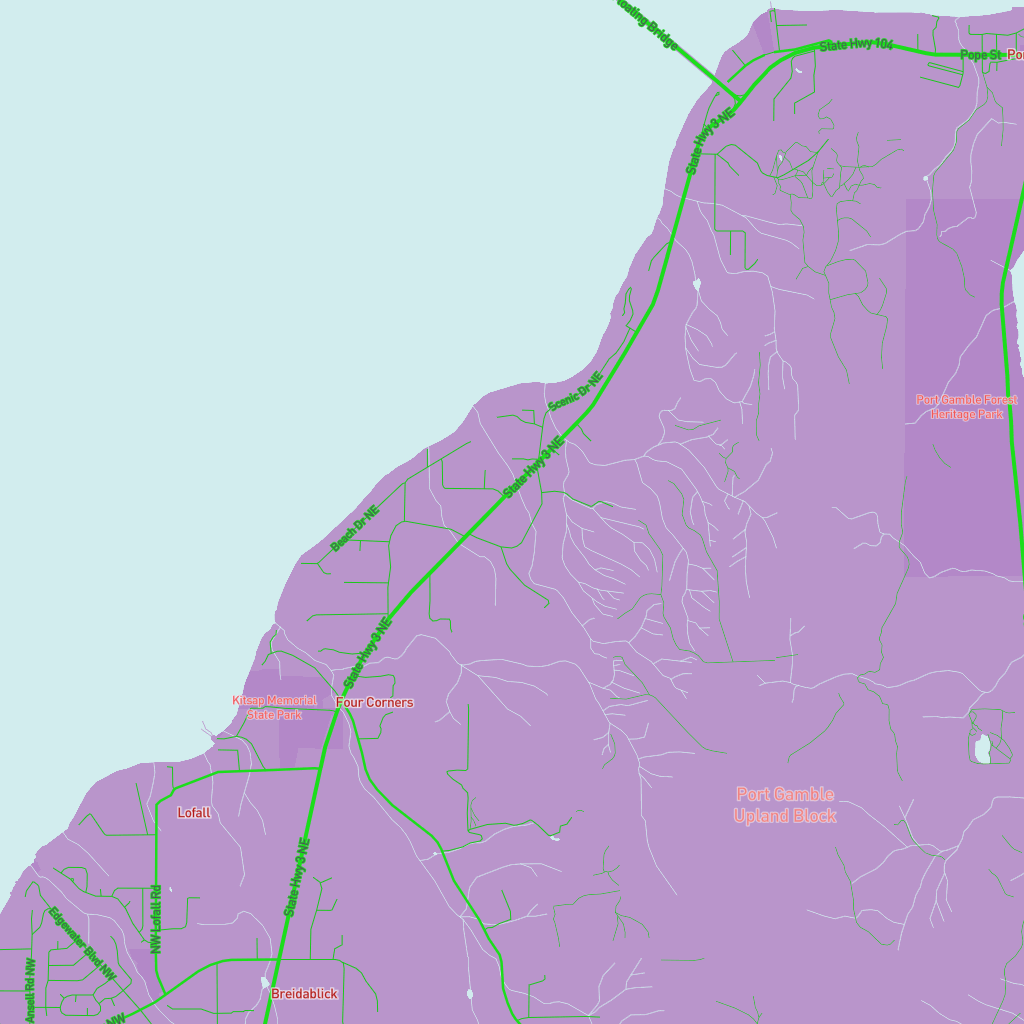 Floating Bridge
State Hwy 104
Pope St
State Hwy 3 NE
Port Gamble Forest
Heritage Park
Scenic Dr NE
State Hwy 3 NE
Beach Dr NE
State Hwy 3 NE
Kitsap Memorial
State Park
Four Corners
Port Gamble
Upland Block
Lofall
State Hwy 3 NE
NW Lofall Rd
Edgewater Blvd NW
Ansell Rd NW
Breidablick
NW